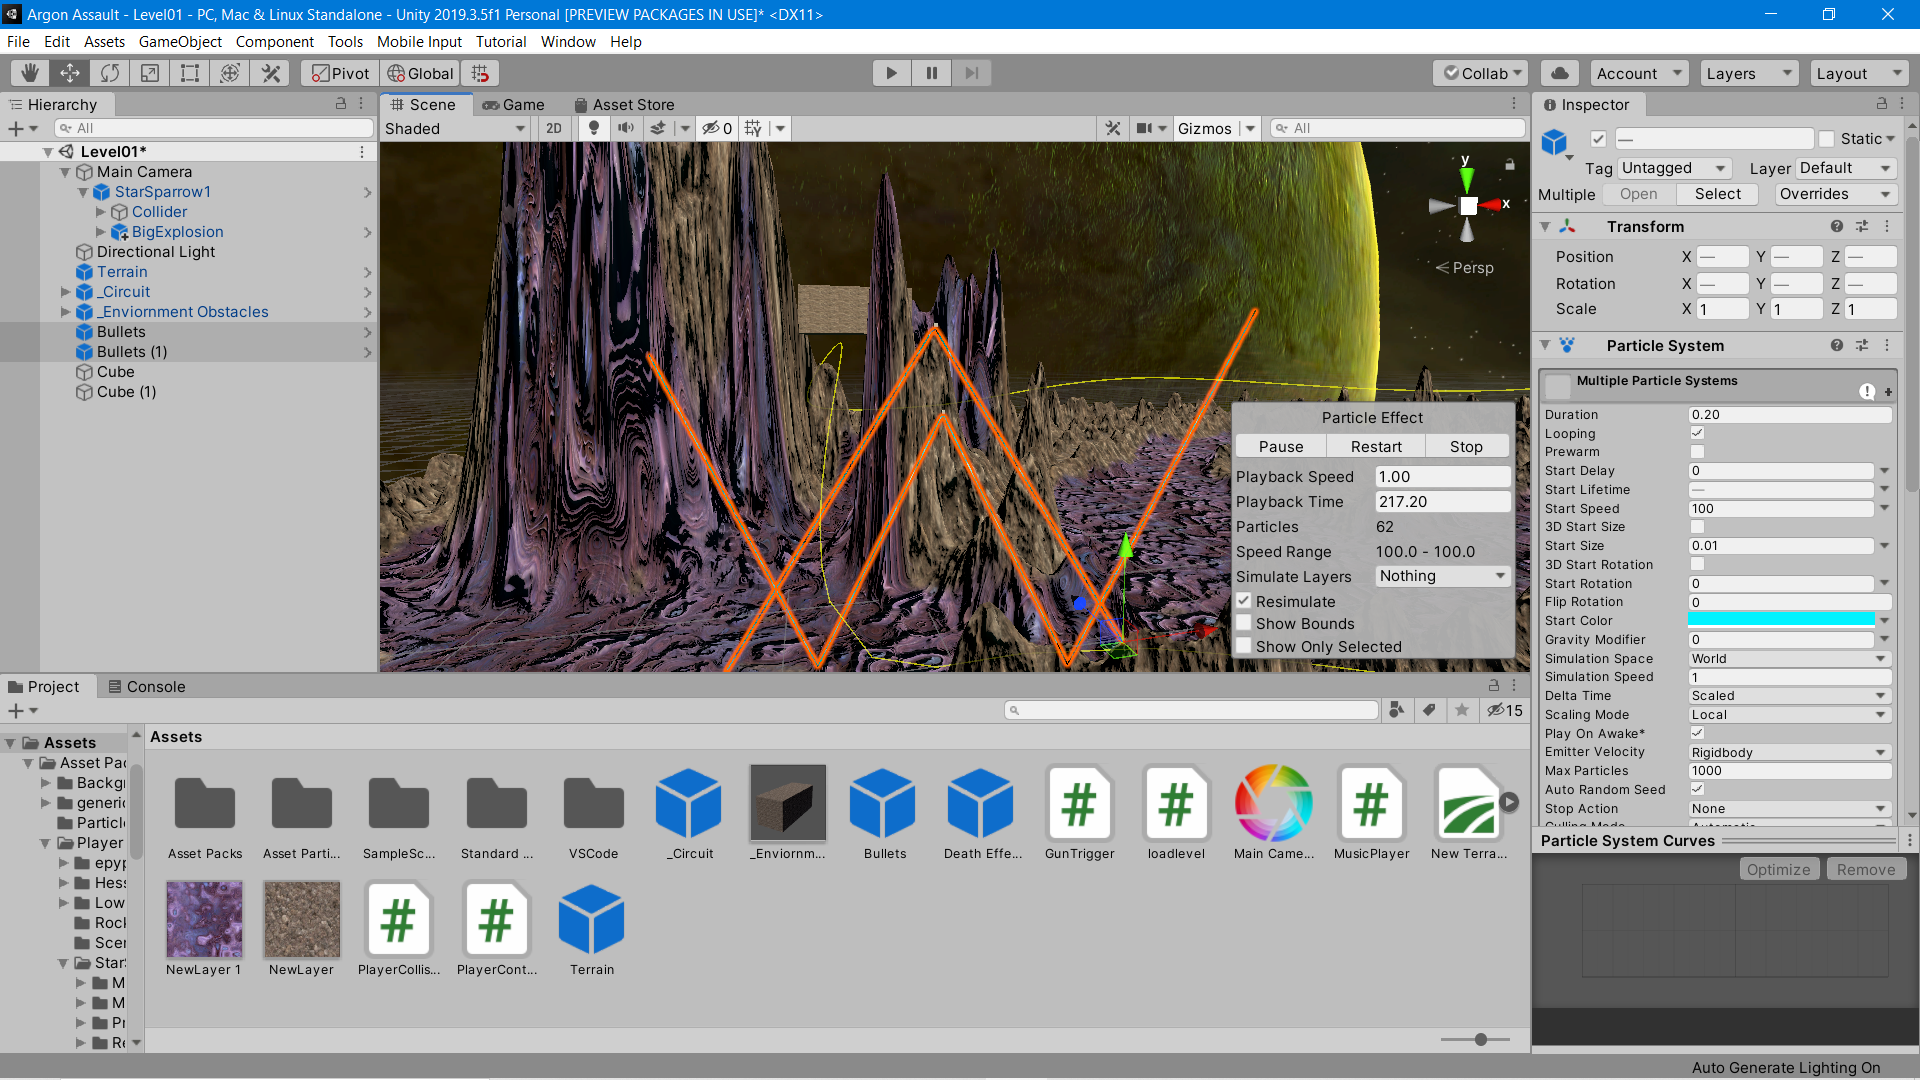 Argon Assault - Level01 - PC, Mac & Linux Standalone - Unity 2019.3.5f1 Personal [PREVIEW PACKAGES IN USE]* <DX11>
File Edit Assets GameObject Component Tools Mobile Input Tutorial Window Help
Pivot Global Collab Account Layers Layout
Hierarchy
All
Level01*
Main Camera
StarSparrow1
Collider
BigExplosion
Directional Light
Terrain
_Circuit
_Enviornment Obstacles
Bullets
Bullets (1)
Cube
Cube (1)
Scene Game Asset Store
Shaded 2D 0 Gizmos All
y
x
Persp
Particle Effect
Pause Restart Stop
Playback Speed 1.00
Playback Time 217.20
Particles 62
Speed Range 100.0 - 100.0
Simulate Layers Nothing
Resimulate
Show Bounds
Show Only Selected
Inspector
— Static
Tag Untagged Layer Default
Multiple Open Select Overrides
Transform
Position X — Y — Z —
Rotation X — Y — Z —
Scale X 1 Y 1 Z 1
Particle System
Multiple Particle Systems
Duration 0.20
Looping
Prewarm
Start Delay 0
Start Lifetime —
Start Speed 100
3D Start Size
Start Size 0.01
3D Start Rotation
Start Rotation 0
Flip Rotation 0
Start Color
Gravity Modifier 0
Simulation Space World
Simulation Speed 1
Delta Time Scaled
Scaling Mode Local
Play On Awake*
Emitter Velocity Rigidbody
Max Particles 1000
Auto Random Seed
Stop Action None
Culling Mode Automatic
Particle System Curves
Optimize Remove
Project Console
15
Assets
Asset Pac
Backg
generic
Particle
Player
epyp
Hess
Low
Rock
Scer
Star
M
M
Pr
Re
Assets
Asset Packs Asset Parti... SampleSc... Standard ... VSCode _Circuit _Enviornm... Bullets Death Effe... GunTrigger loadlevel Main Came... MusicPlayer New Terra...
NewLayer 1 NewLayer PlayerCollis... PlayerCont... Terrain
Auto Generate Lighting On